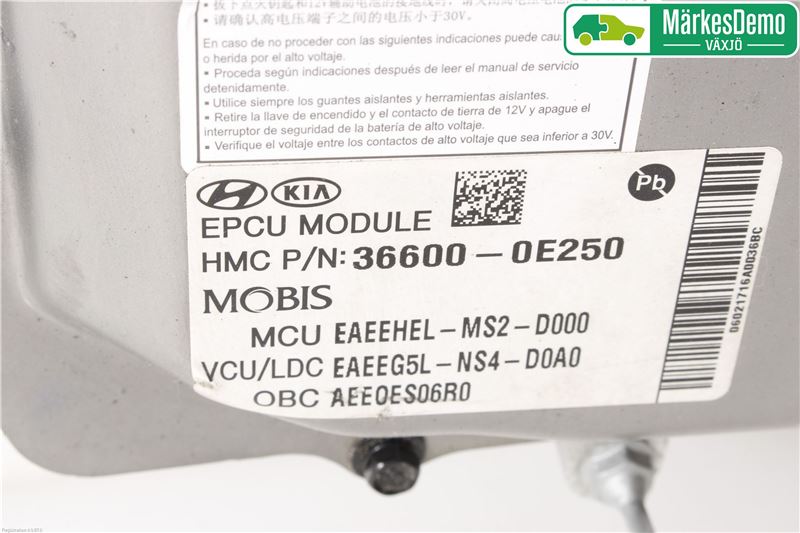 请确认高电压端子之间的电压小于30V.
En caso de no proceder con las siguientes indicaciones puede
o herida por el alto voltaje.
• Proceda según indicaciones después de leer el manual de servicio
detenidamente.
• Utilice siempre los guantes aislantes y herramientas aislantes.
• Retire la llave de encendido y el contacto de tierra de 12V y apague el
interruptor de seguridad de la batería de alto voltaje.
• Verifique el voltaje entre los contactos de alto voltaje que sea inferior a 30V.
MärkesDemo
VÄXJÖ
KIA
Pb
EPCU MODULE
HMC P/N: 36600-0E250
MOBIS
MCU EAEEHEL-MS2-D000
VCU/LDC EAEEG5L-NS4-D0A0
OBC AEE0ES06R0
06021716AD036BC